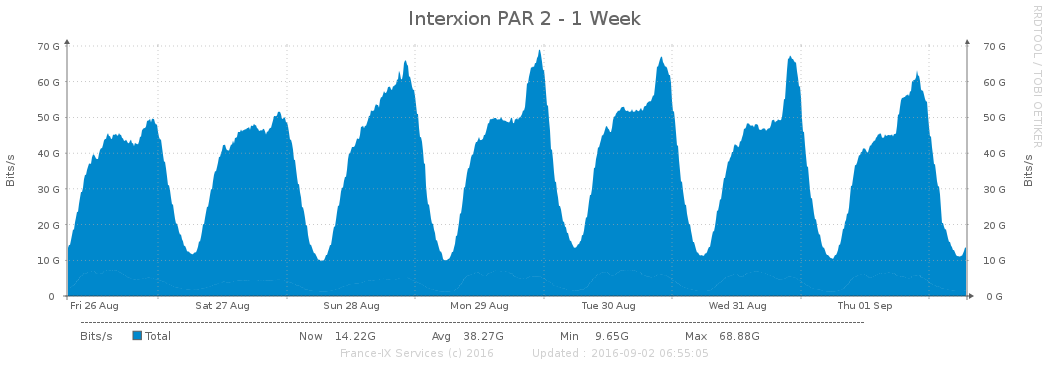 Interxion PAR 2 - 1 Week
RRDTOOL / TOBI OETIKER
Bits/s
70 G 70 G
60 G 60 G
50 G 50 G
40 G 40 G
30 G 30 G
20 G 20 G
10 G 10 G
0 0 G
Bits/s
Fri 26 Aug Sat 27 Aug Sun 28 Aug Mon 29 Aug Tue 30 Aug Wed 31 Aug Thu 01 Sep
Bits/s Total Now 14.22G Avg 38.27G Min 9.65G Max 68.88G
France-IX Services (c) 2016 Updated : 2016-09-02 06:55:05